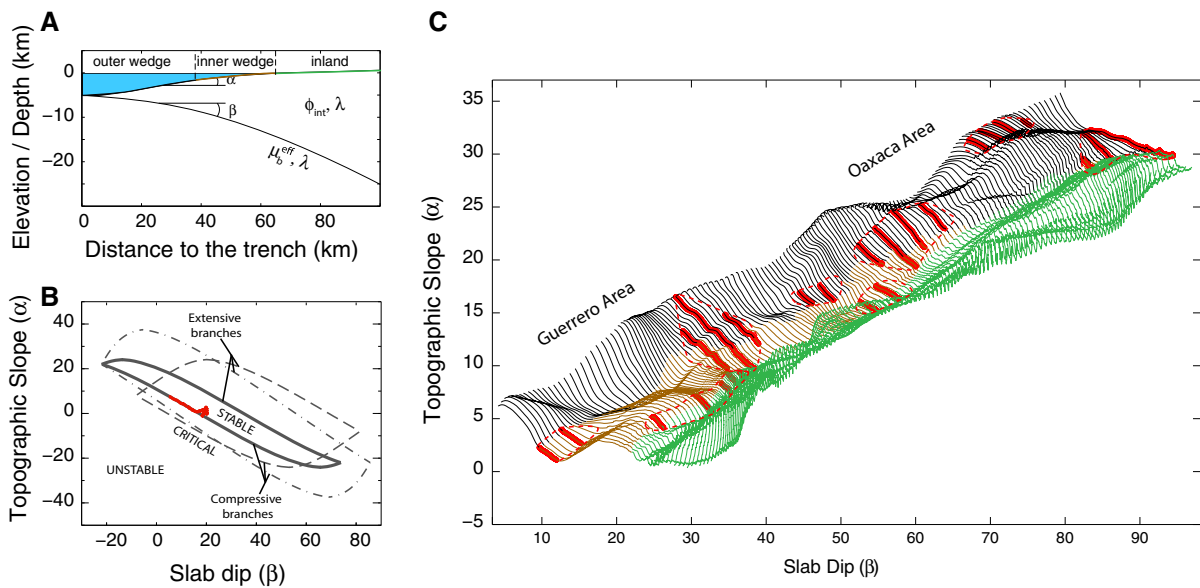 A
Elevation / Depth (km)
0
−10
−20
outer wedge
inner wedge
inland
α
β
ϕint, λ
μb^eff, λ
0
20
40
60
80
Distance to the trench (km)
B
Topographic Slope (α)
40
20
0
−20
−40
Extensive
branches
STABLE
CRITICAL
UNSTABLE
Compressive
branches
−20
0
20
40
60
80
Slab dip (β)
C
Topographic Slope (α)
35
30
25
20
15
10
5
0
−5
Guerrero Area
Oaxaca Area
10
20
30
40
50
60
70
80
90
Slab Dip (β)